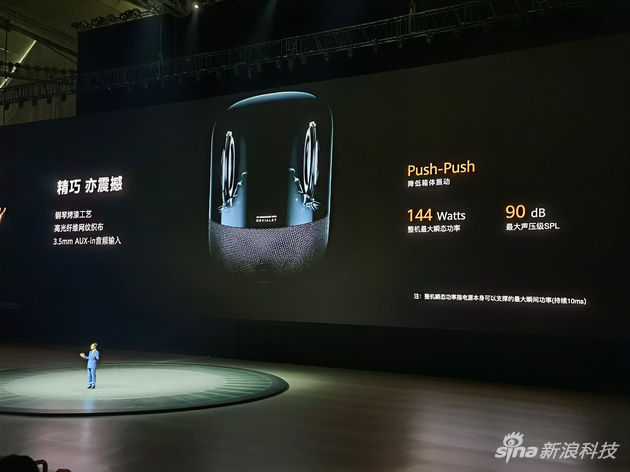 精巧 亦震撼
钢琴烤漆工艺
高光纤维网纹织布
3.5mm AUX-in音频输入
DEVIALET
Push-Push
降低箱体振动
144 Watts
整机最大瞬态功率
90 dB
最大声压级SPL
注：整机瞬态功率指电源本身可以支撑的最大瞬间功率(持续10ms)
sina新浪科技